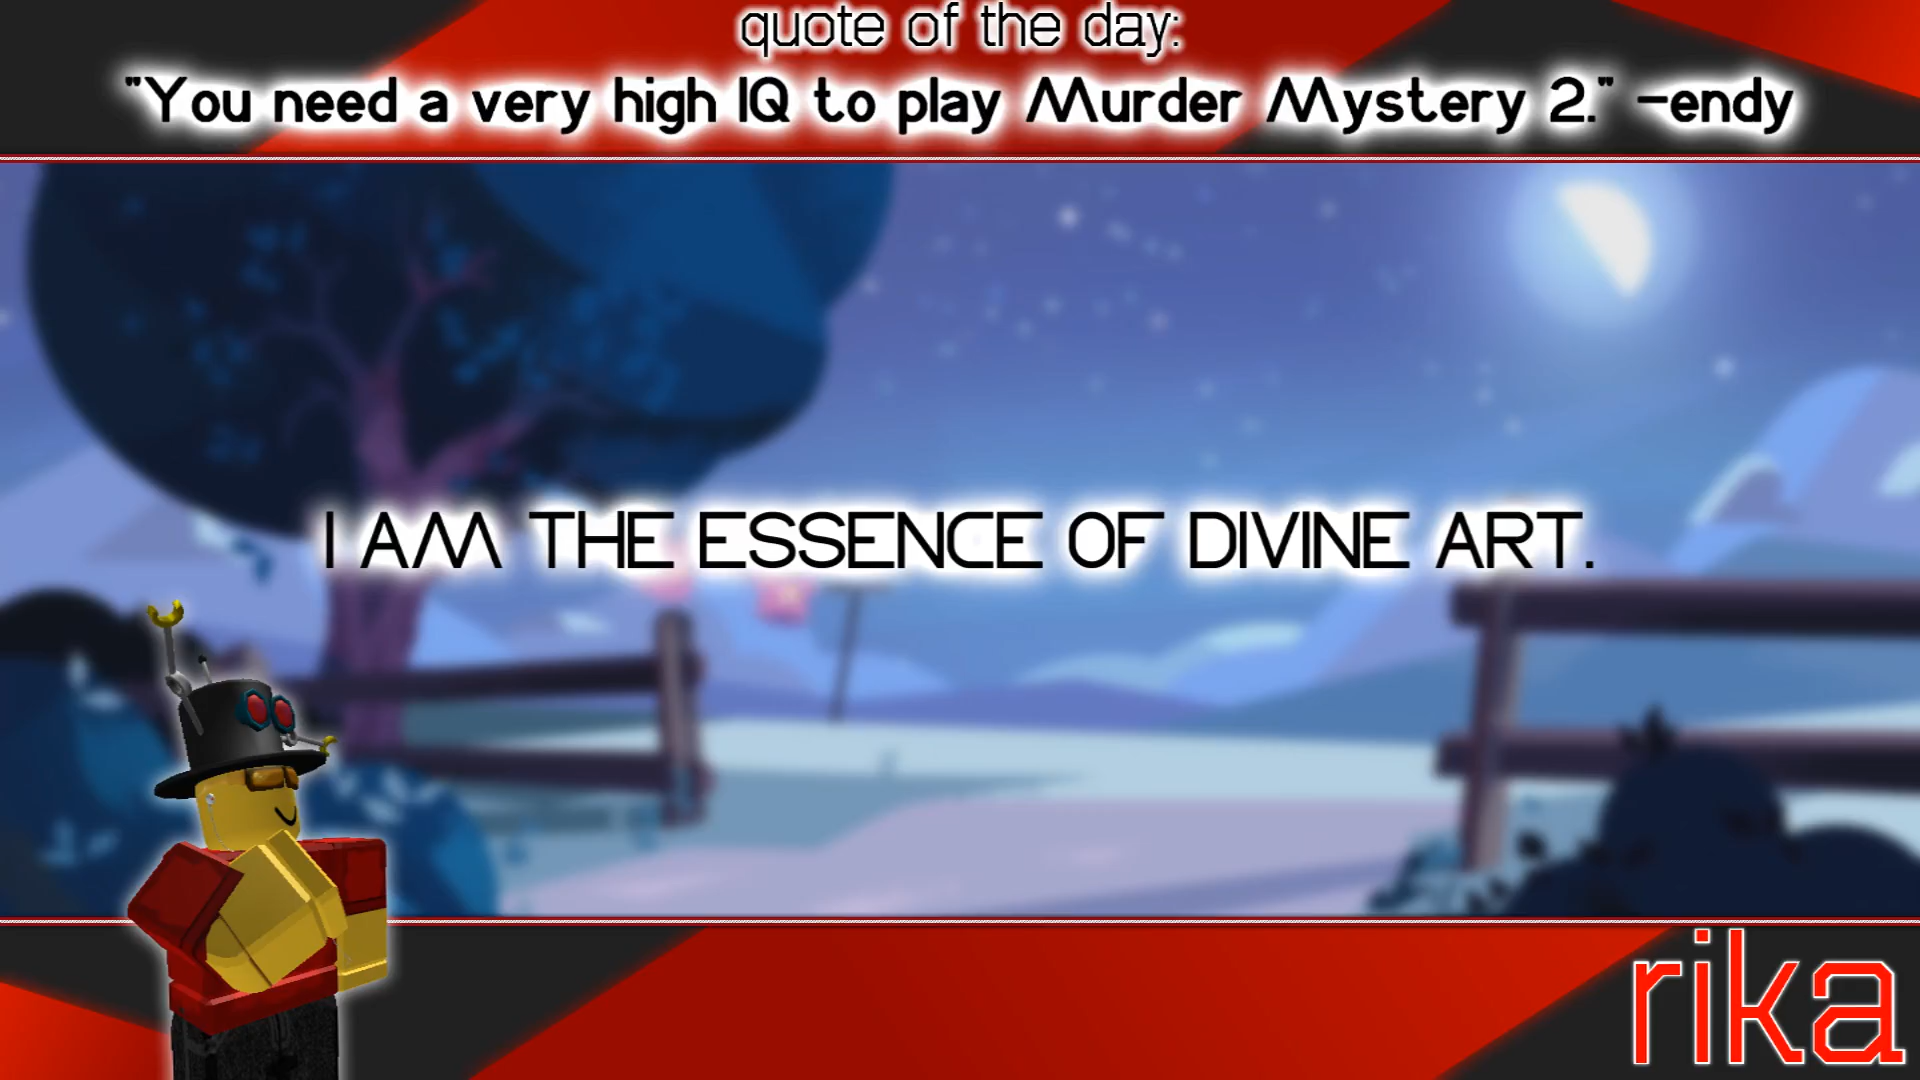 quote of the day:
"You need a very high IQ to play Murder Mystery 2." -endy
I AM THE ESSENCE OF DIVINE ART.
rika